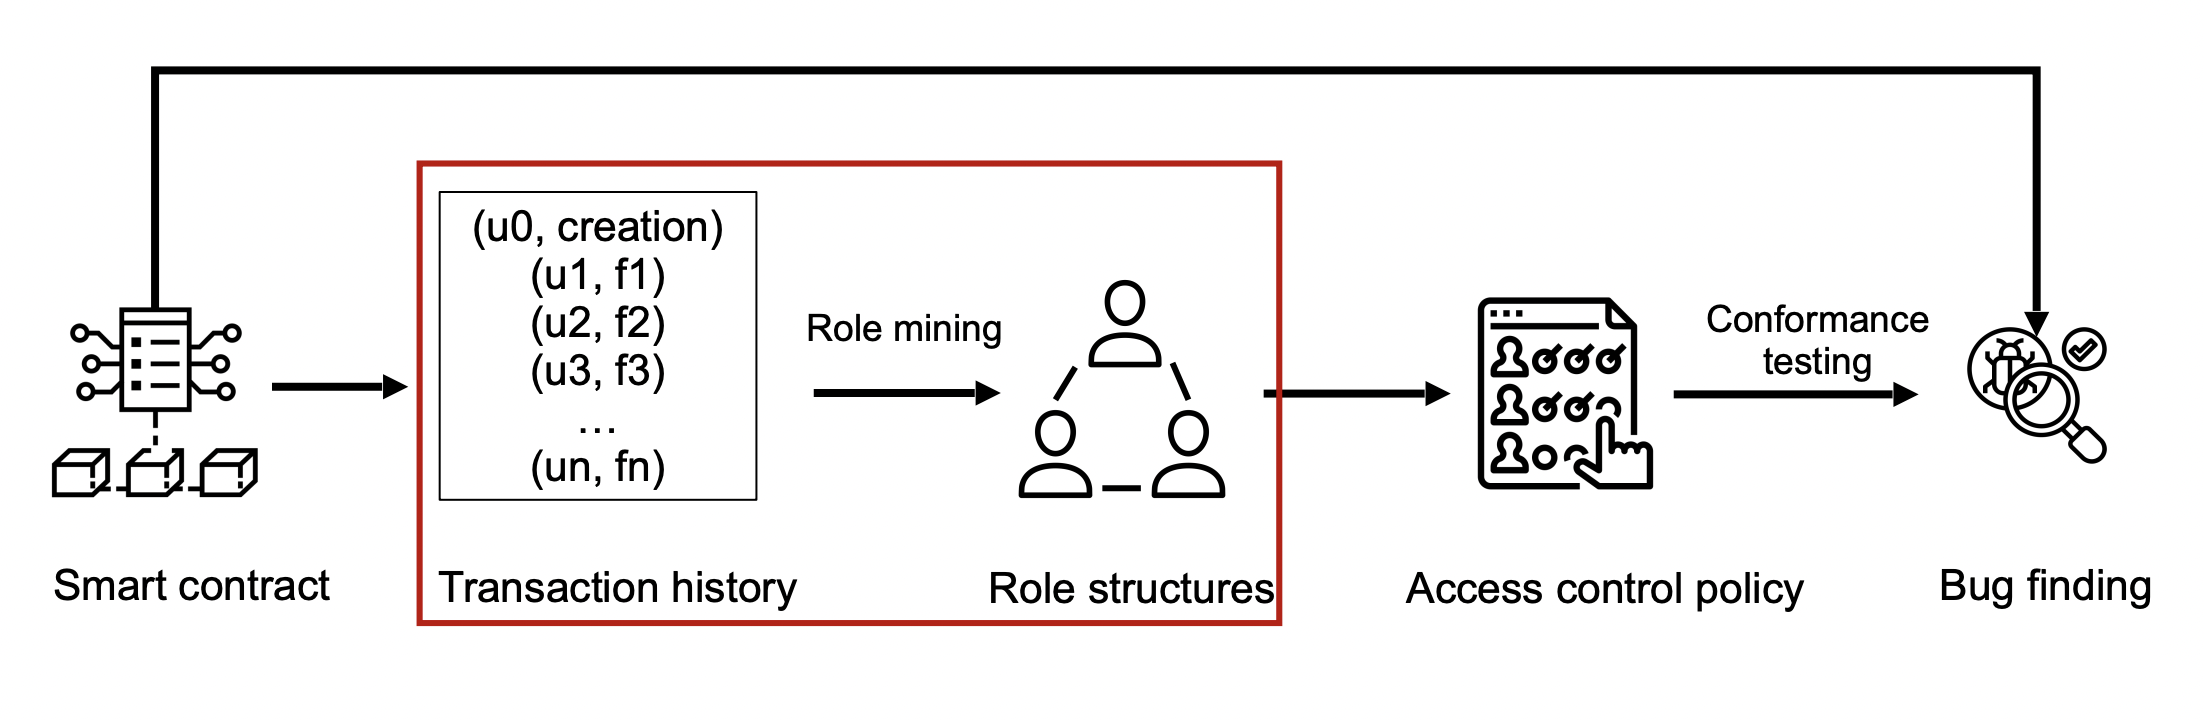 (u0, creation)
(u1, f1)
(u2, f2)
(u3, f3)
...
(un, fn)
Role mining
Conformance
testing
Smart contract
Transaction history
Role structures
Access control policy
Bug finding